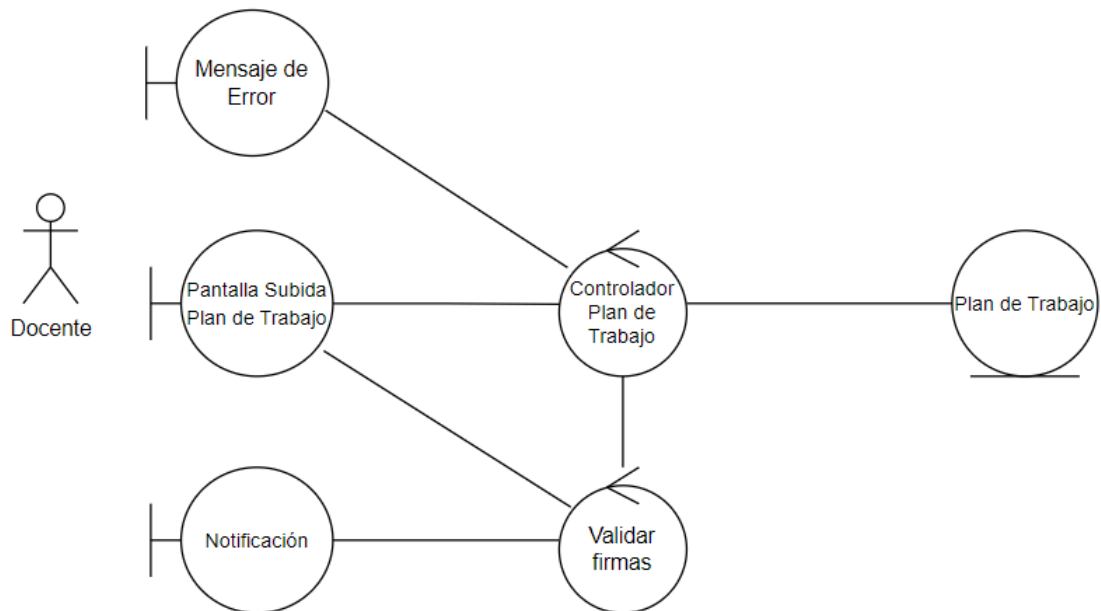 Mensaje de
Error
Docente
Pantalla Subida
Plan de Trabajo
Controlador
Plan de
Trabajo
Plan de Trabajo
Notificación
Validar
firmas